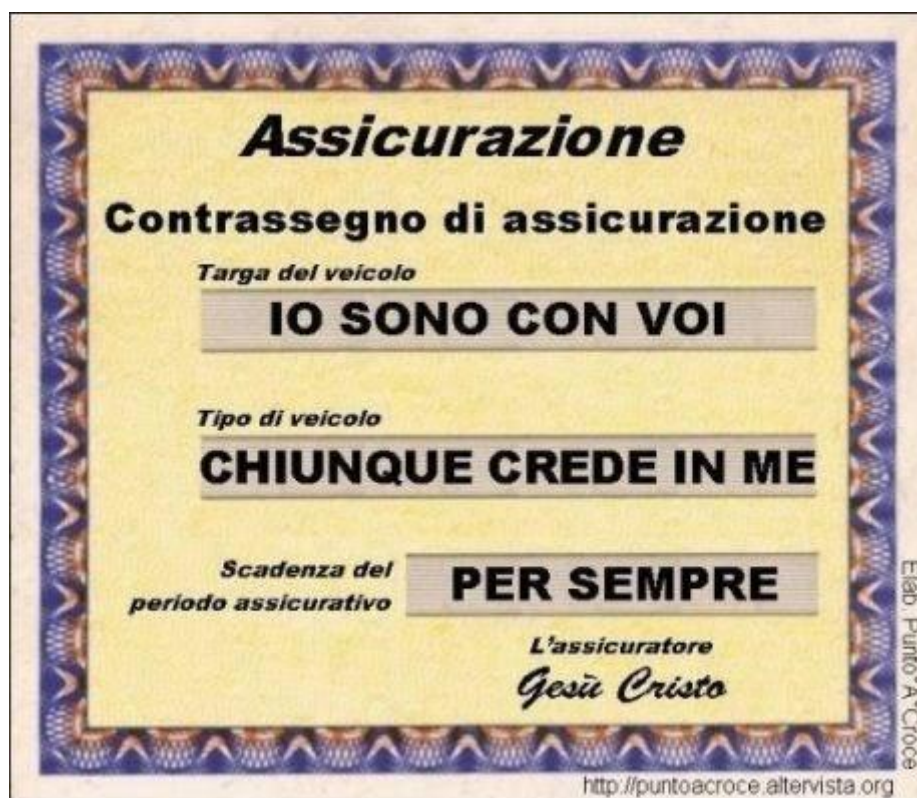 Assicurazione
Contrassegno di assicurazione
Targa del veicolo
IO SONO CON VOI
Tipo di veicolo
CHIUNQUE CREDE IN ME
Scadenza del
periodo assicurativo
PER SEMPRE
L'assicuratore
Gesù Cristo
Elab. Punto° A Croce
http://puntoacroce.altervista.org